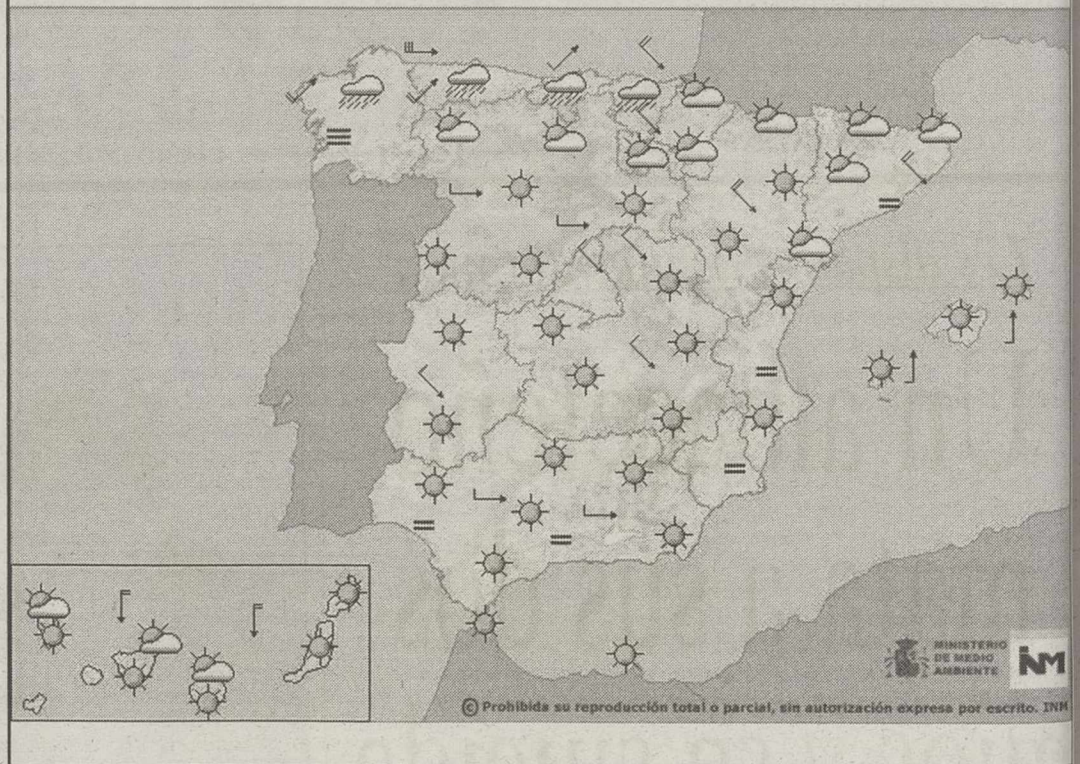 MINISTERIO
DE MEDIO
AMBIENTE
INM
© Prohibida su reproducción total o parcial, sin autorización expresa por escrito. INM